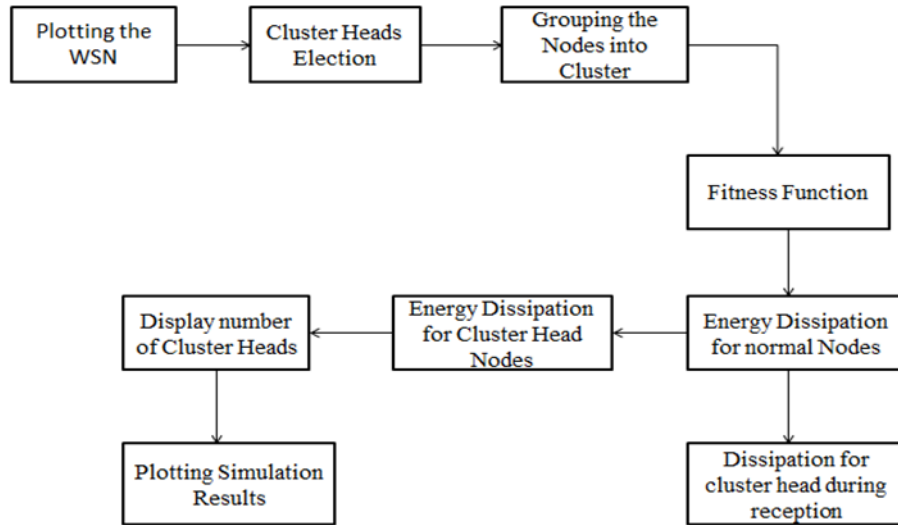 Plotting the
WSN
Cluster Heads
Election
Grouping the
Nodes into
Cluster
Fitness Function
Display number
of Cluster Heads
Energy Dissipation
for Cluster Head
Nodes
Energy Dissipation
for normal Nodes
Plotting Simulation
Results
Dissipation for
cluster head during
reception